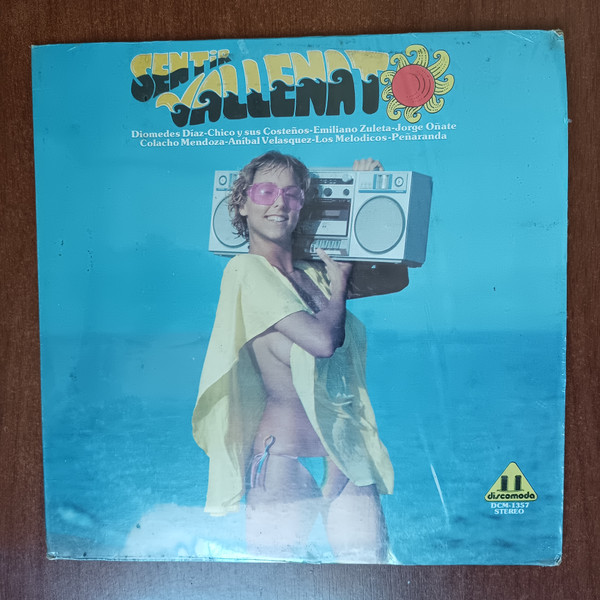 SENTIR
VALLENATO
Diomedes Díaz-Chico y sus Costeños-Emiliano Zuleta-Jorge Oñate
Colacho Mendoza-Aníbal Velasquez-Los Melodicos-Peñaranda
discomoda
DCM-1357
STEREO